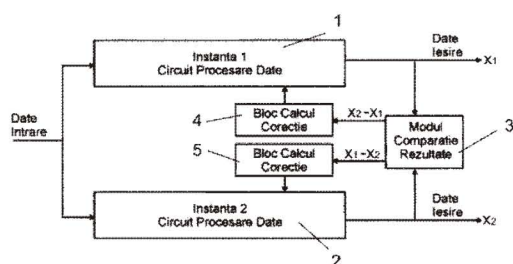 1
Instanta 1
Circuit Procesare Date
Date
Iesire
X1
Date
Intrare
4
Bloc Calcul
Corectie
X2-X1
5
Bloc Calcul
Corectie
X1-X2
Modul
Comparatie
Rezultate
3
Instanta 2
Circuit Procesare Date
2
Date
Iesire
X2